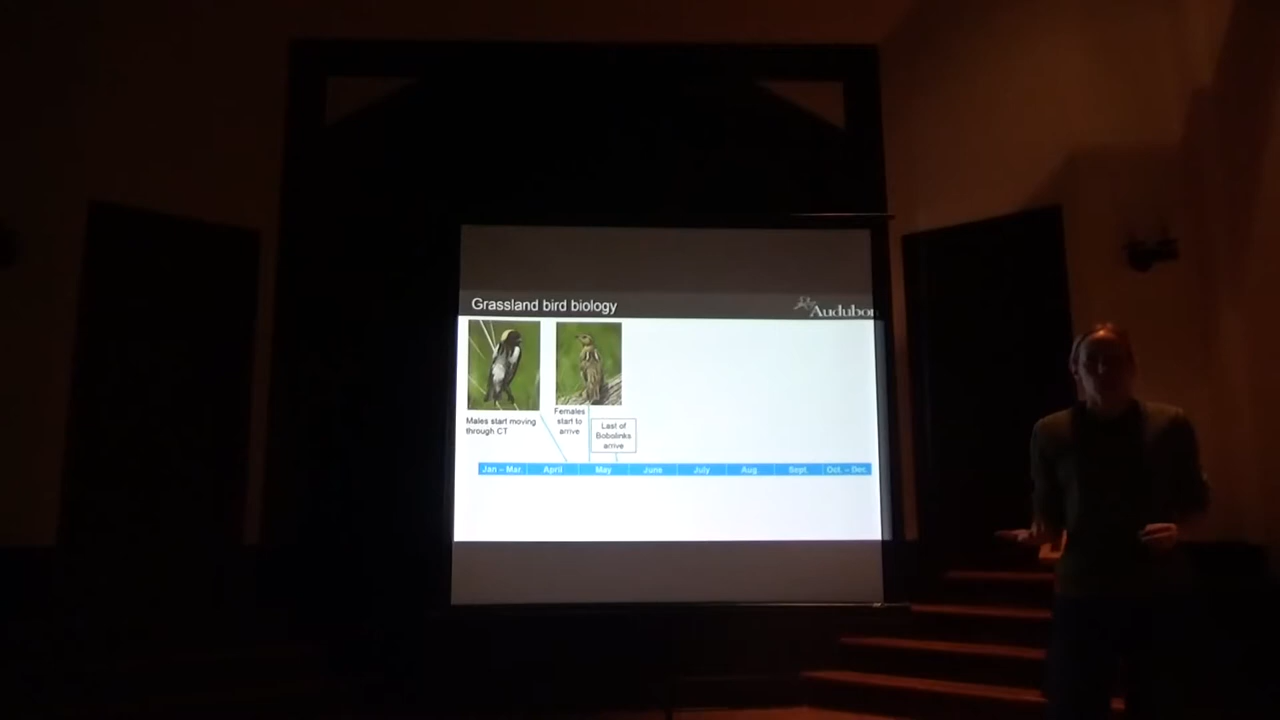 Grassland bird biology
Audubon
Males start moving
through CT
Females
start to
arrive
Last of
Bobolinks
arrive
Jan – Mar. April May June July Aug. Sept. Oct. – Dec.